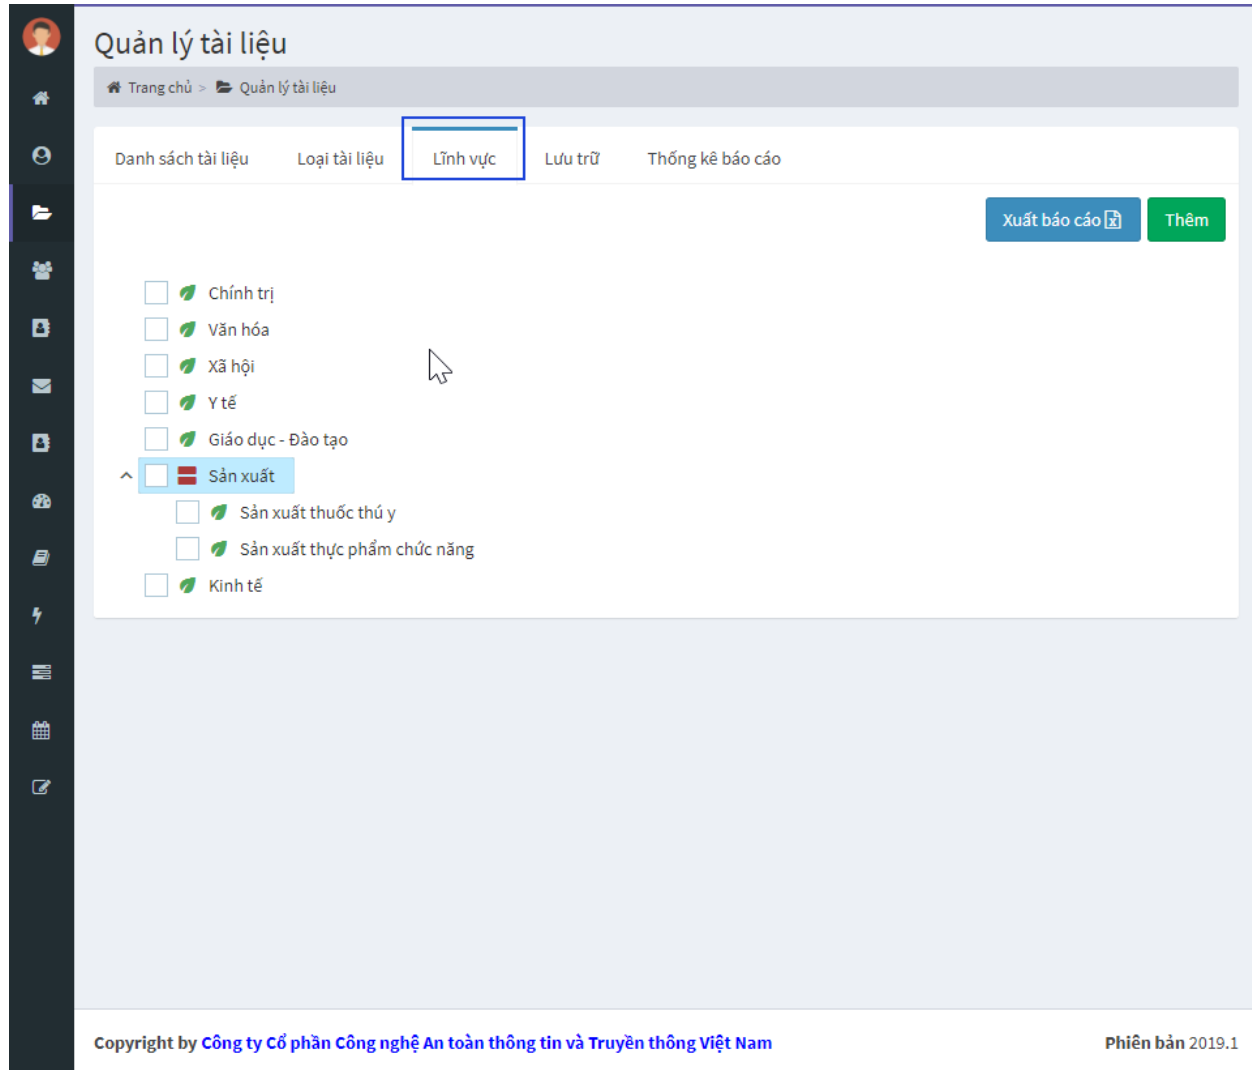 Quản lý tài liệu
Trang chủ > Quản lý tài liệu
Danh sách tài liệu Loại tài liệu Lĩnh vực Lưu trữ Thống kê báo cáo
Xuất báo cáo Thêm
Chính trị
Văn hóa
Xã hội
Y tế
Giáo dục - Đào tạo
Sản xuất
Sản xuất thuốc thú y
Sản xuất thực phẩm chức năng
Kinh tế
Copyright by Công ty Cổ phần Công nghệ An toàn thông tin và Truyền thông Việt Nam Phiên bản 2019.1